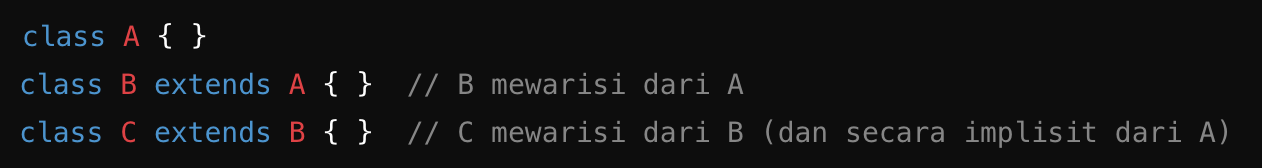 class A { }
class B extends A { }  // B mewarisi dari A
class C extends B { }  // C mewarisi dari B (dan secara implisit dari A)